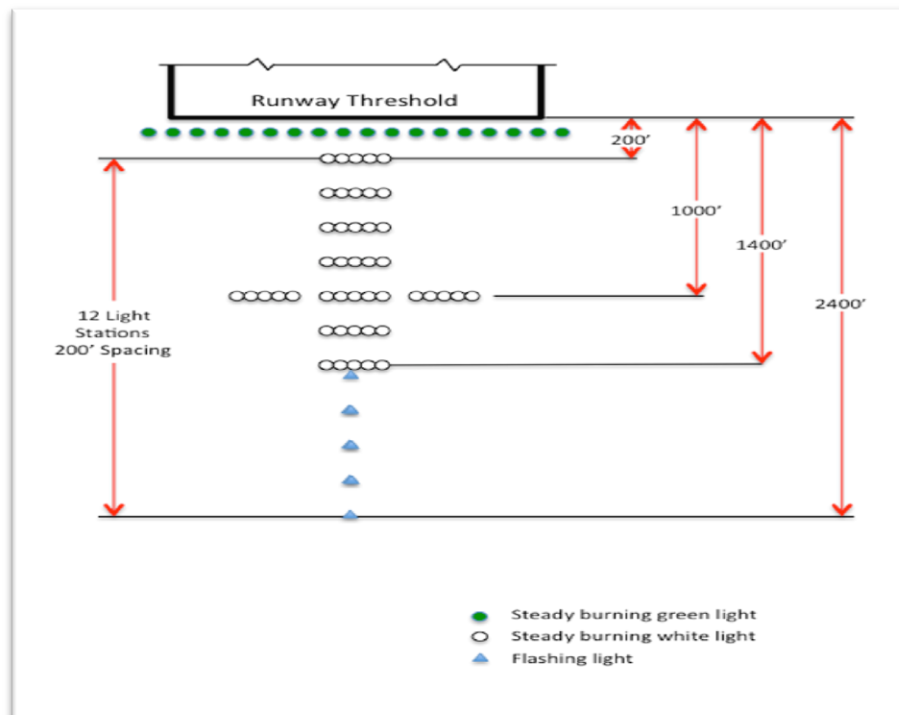 Runway Threshold
200’
1000’
1400’
2400’
12 Light
Stations
200’ Spacing
Steady burning green light
Steady burning white light
Flashing light